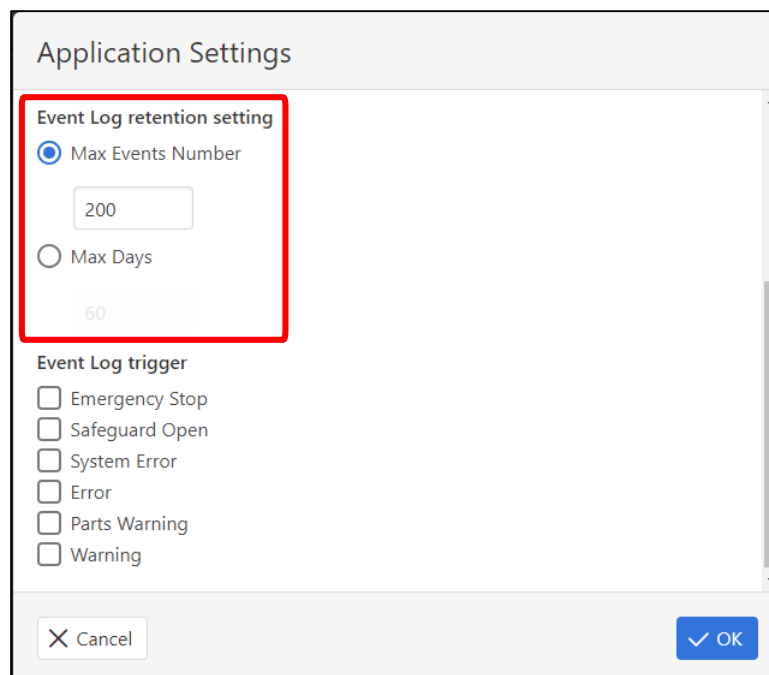 Application Settings
Event Log retention setting
Max Events Number
200
Max Days
60
Event Log trigger
Emergency Stop
Safeguard Open
System Error
Error
Parts Warning
Warning
Cancel
OK